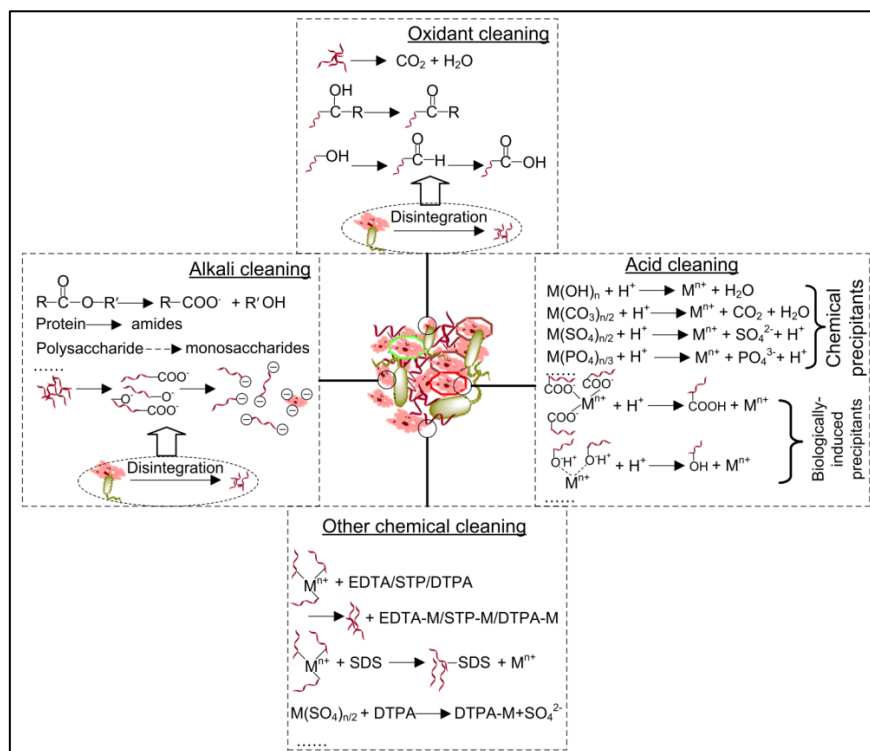 Oxidant cleaning
CO₂ + H₂O
OH
C—R
O
C—R
OH
O
C—H
O
C—OH
Disintegration
Alkali cleaning
O
R—C—O—R′ R—COO⁻ + R′OH
Protein amides
Polysaccharide monosaccharides
......
COO⁻
O⁻
O
COO⁻
Disintegration
Acid cleaning
M(OH)ₙ + H⁺ Mⁿ⁺ + H₂O
M(CO₃)ₙ/₂ + H⁺ Mⁿ⁺ + CO₂ + H₂O
M(SO₄)ₙ/₂ + H⁺ Mⁿ⁺ + SO₄²⁻ + H⁺
M(PO₄)ₙ/₃ + H⁺ Mⁿ⁺ + PO₄³⁻ + H⁺
Chemical
precipitants
......
COO⁻ COO⁻
Mⁿ⁺ + H⁺ COOH + Mⁿ⁺
COO⁻
O⁻H⁺ O⁻H⁺
+ H⁺ OH + Mⁿ⁺
Mⁿ⁺
Biologically-
induced
precipitants
......
Other chemical cleaning
Mⁿ⁺ + EDTA/STP/DTPA
+ EDTA-M/STP-M/DTPA-M
Mⁿ⁺ + SDS SDS + Mⁿ⁺
M(SO₄)ₙ/₂ + DTPA DTPA-M+SO₄²⁻
......